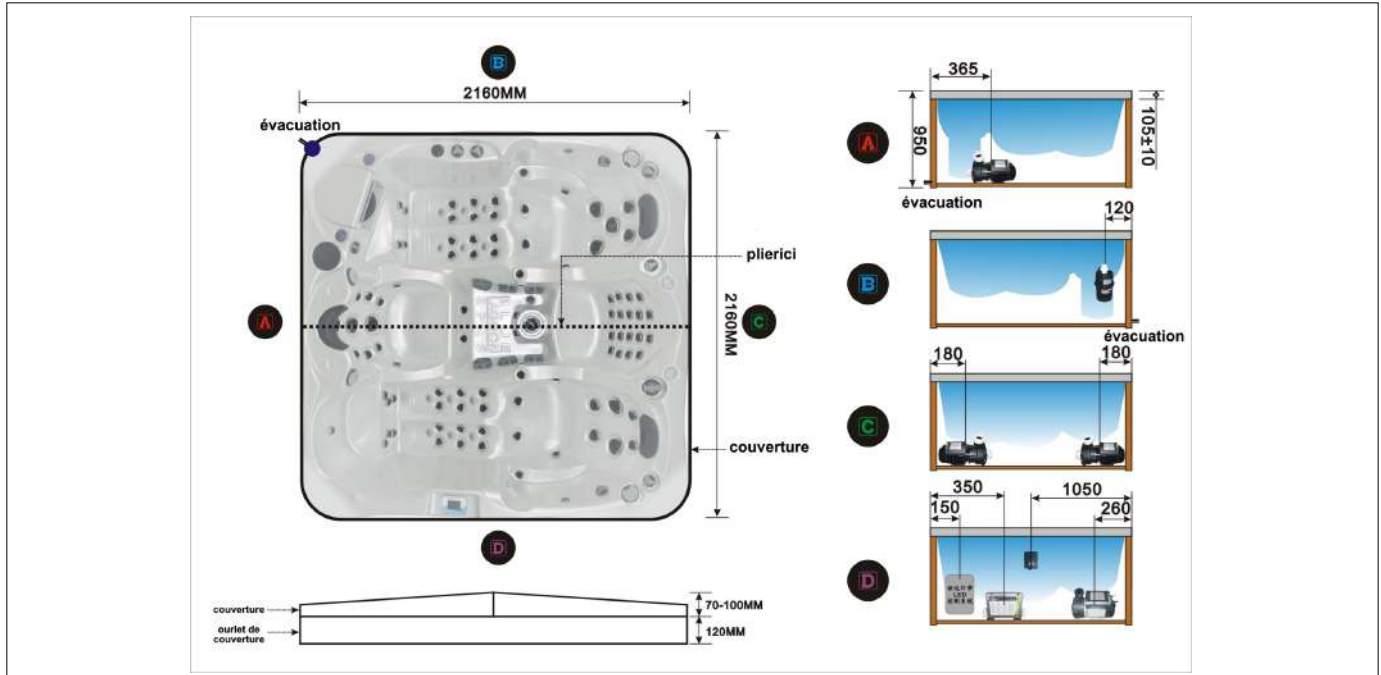 B
2160MM
évacuation
plierici
2160MM
A
C
couverture
D
couverture
70-100MM
ourlet de
couverture
120MM
365
A
950
105±10
évacuation
120
B
évacuation
180
180
C
350
1050
150
260
D
LED